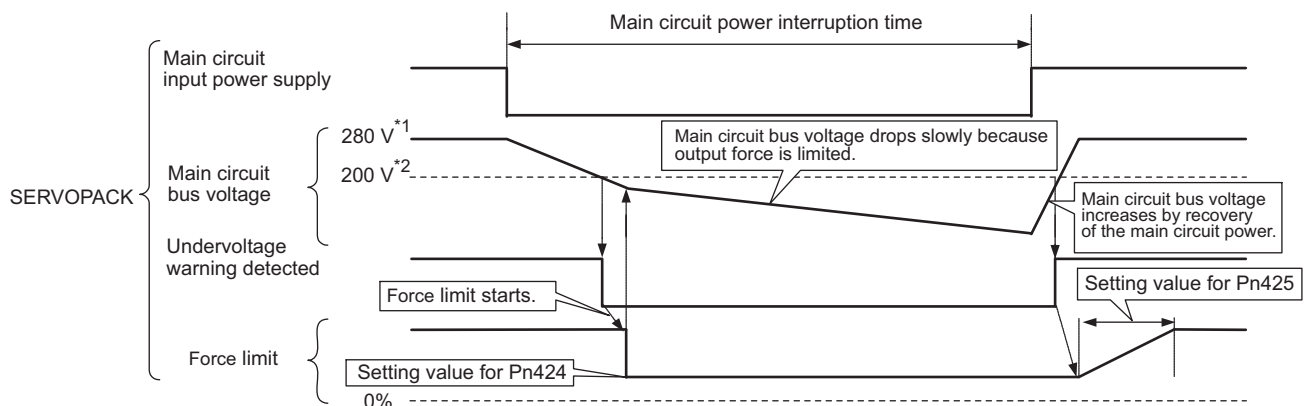 Main circuit power interruption time
Main circuit
input power supply
280 V*1
Main circuit bus voltage drops slowly because
output force is limited.
200 V*2
Main circuit
bus voltage
SERVOPACK
Main circuit bus voltage
increases by recovery
of the main circuit power.
Undervoltage
warning detected
Force limit starts.
Setting value for Pn425
Force limit
Setting value for Pn424
0%